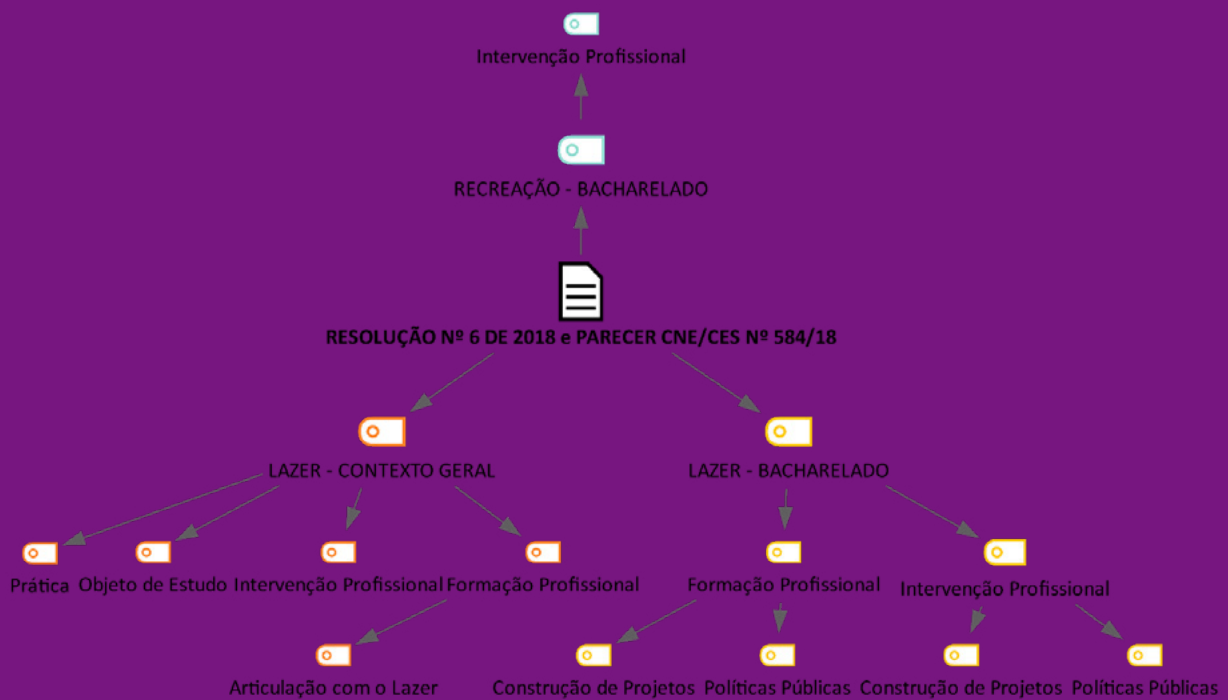 Intervenção Profissional
RECREAÇÃO - BACHARELADO
RESOLUÇÃO Nº 6 DE 2018 e PARECER CNE/CES Nº 584/18
LAZER - CONTEXTO GERAL
LAZER - BACHARELADO
Prática
Objeto de Estudo
Intervenção Profissional
Formação Profissional
Formação Profissional
Intervenção Profissional
Articulação com o Lazer
Construção de Projetos
Políticas Públicas
Construção de Projetos
Políticas Públicas